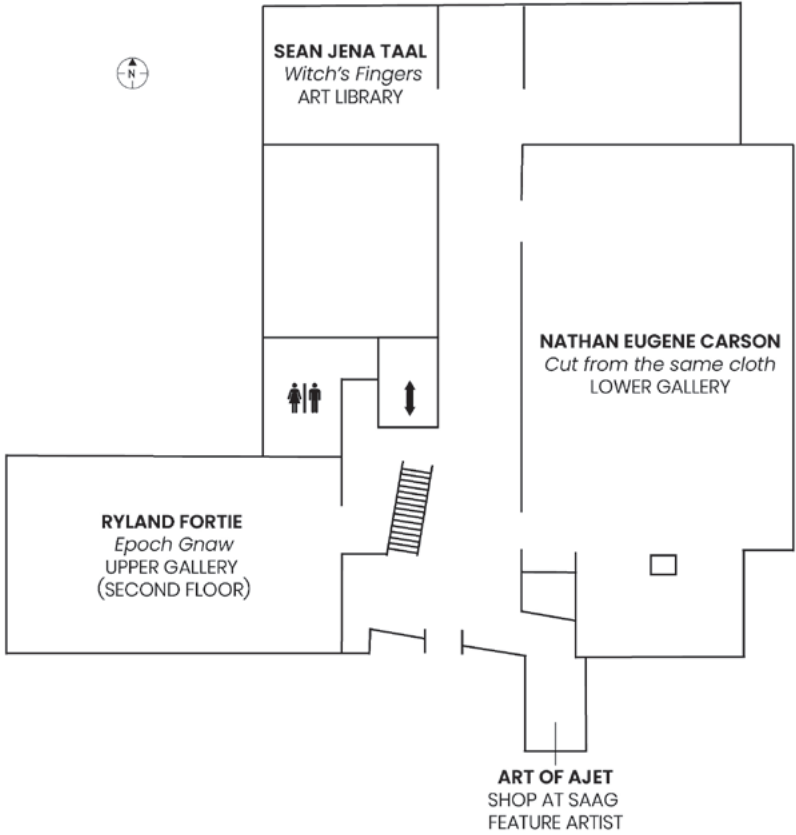 N
SEAN JENA TAAL
Witch's Fingers
ART LIBRARY
NATHAN EUGENE CARSON
Cut from the same cloth
LOWER GALLERY
RYLAND FORTIE
Epoch Gnaw
UPPER GALLERY
(SECOND FLOOR)
ART OF AJET
SHOP AT SAAG
FEATURE ARTIST